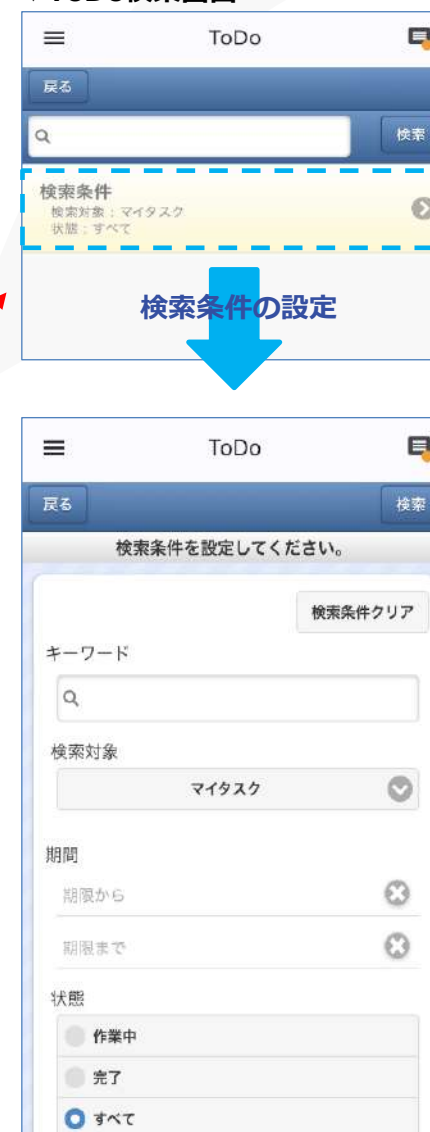 ToDo
戻る
検索
検索条件
検索対象：マイタスク
状態：すべて
検索条件の設定
ToDo
戻る
検索
検索条件を設定してください。
検索条件クリア
キーワード
検索対象
マイタスク
期間
期限から
期限まで
状態
作業中
完了
すべて